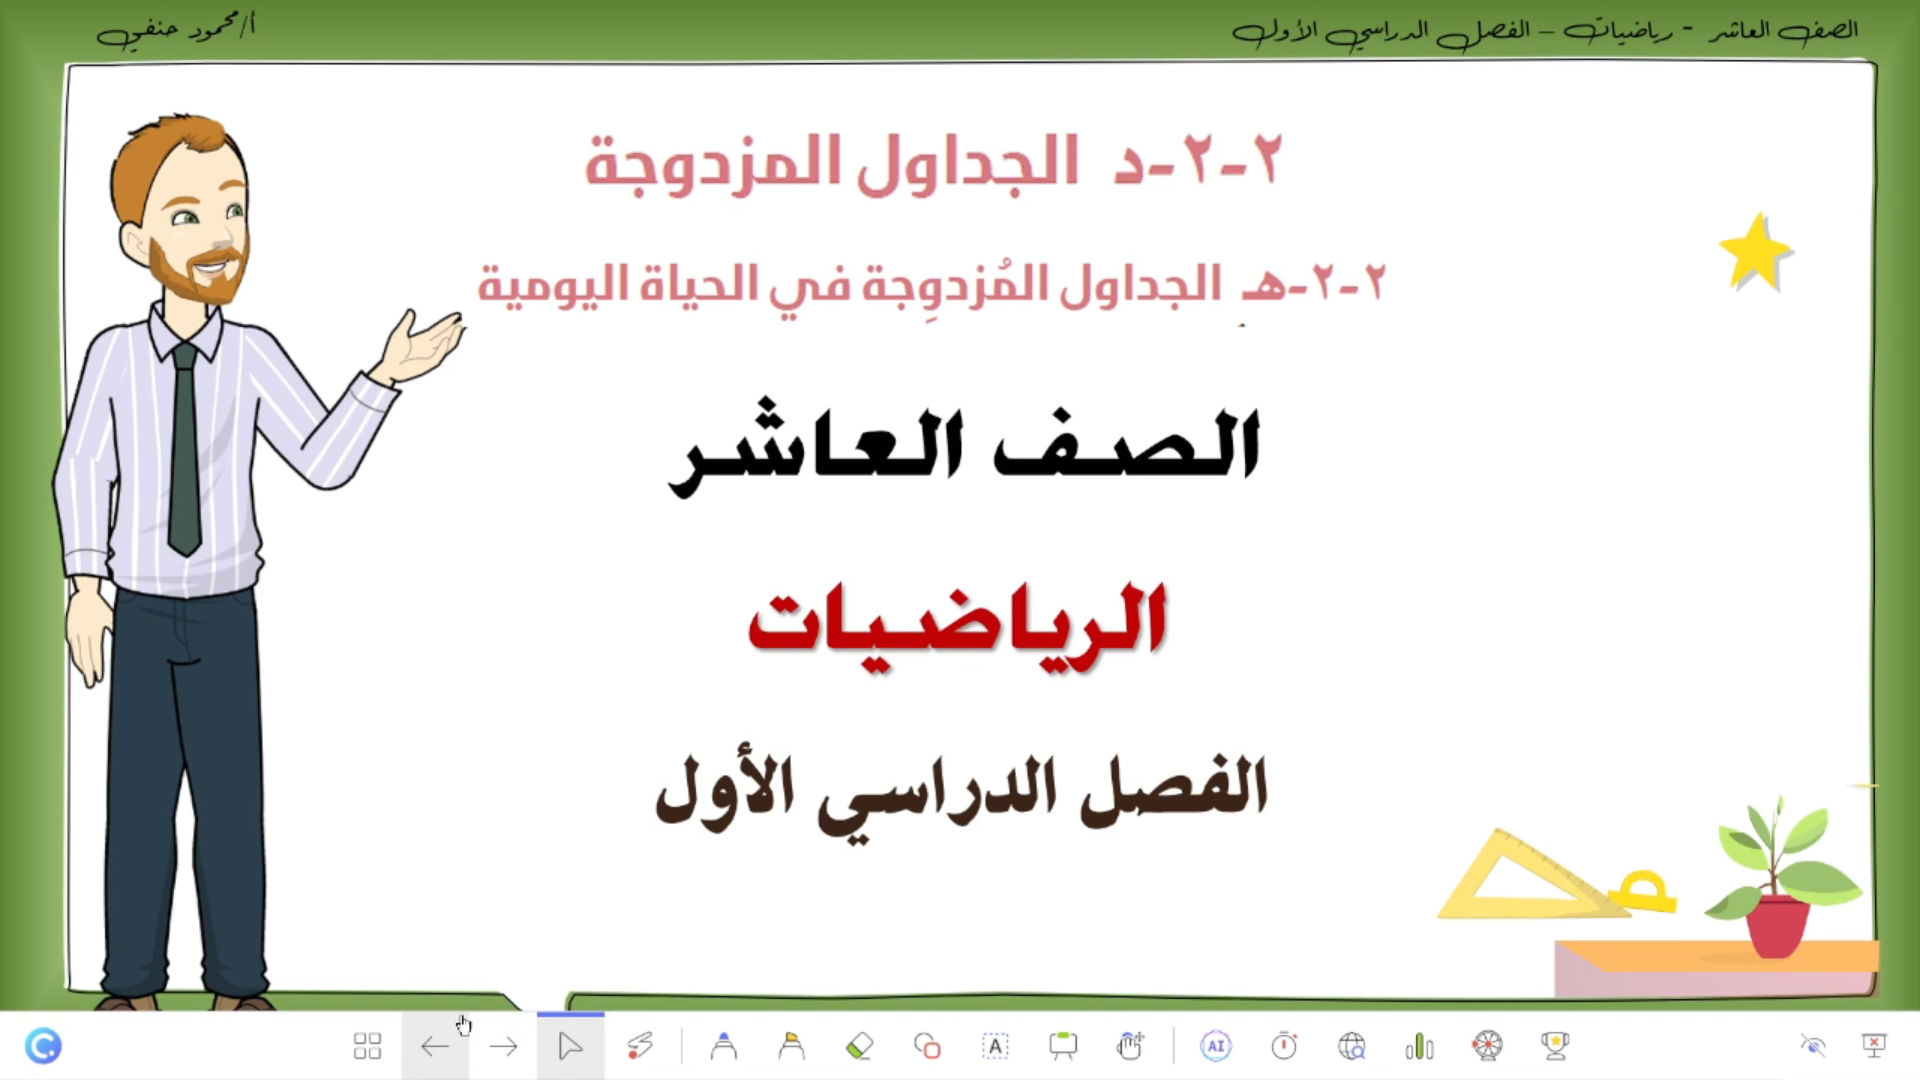 الصف العاشر - رياضيات – الفصل الدراسي الأول
أ/محمود حنفي
٢-٢-د الجداول المزدوجة
٢-٢-هـ الجداول المُزدوِجة في الحياة اليومية
الصف العاشر
الرياضيات
الفصل الدراسي الأول
A
AI